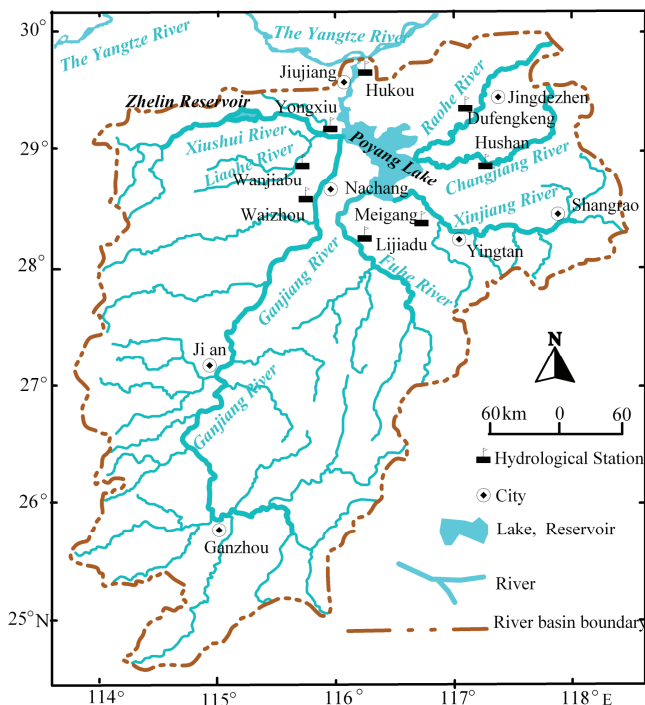 30°
The Yangtze River
The Yangtze River
Jiujiang
Hukou
Raohe River
Jingdezhen
Zhelin Reservoir
Yongxiu
Dufengkeng
29°
Xiushui River
Poyang Lake
Hushan
Liaohe River
Changjiang River
Wanjiabu
Nachang
Xinjiang River
Shangrao
Waizhou
Meigang
Lijiadu
Yingtan
28°
Ganjiang River
Fuhe River
Ji an
N
27°
Ganjiang River
60km 0 60
Hydrological Station
26°
City
Ganzhou
Lake, Reservoir
River
25°N
River basin boundary
114° 115° 116° 117° 118° E